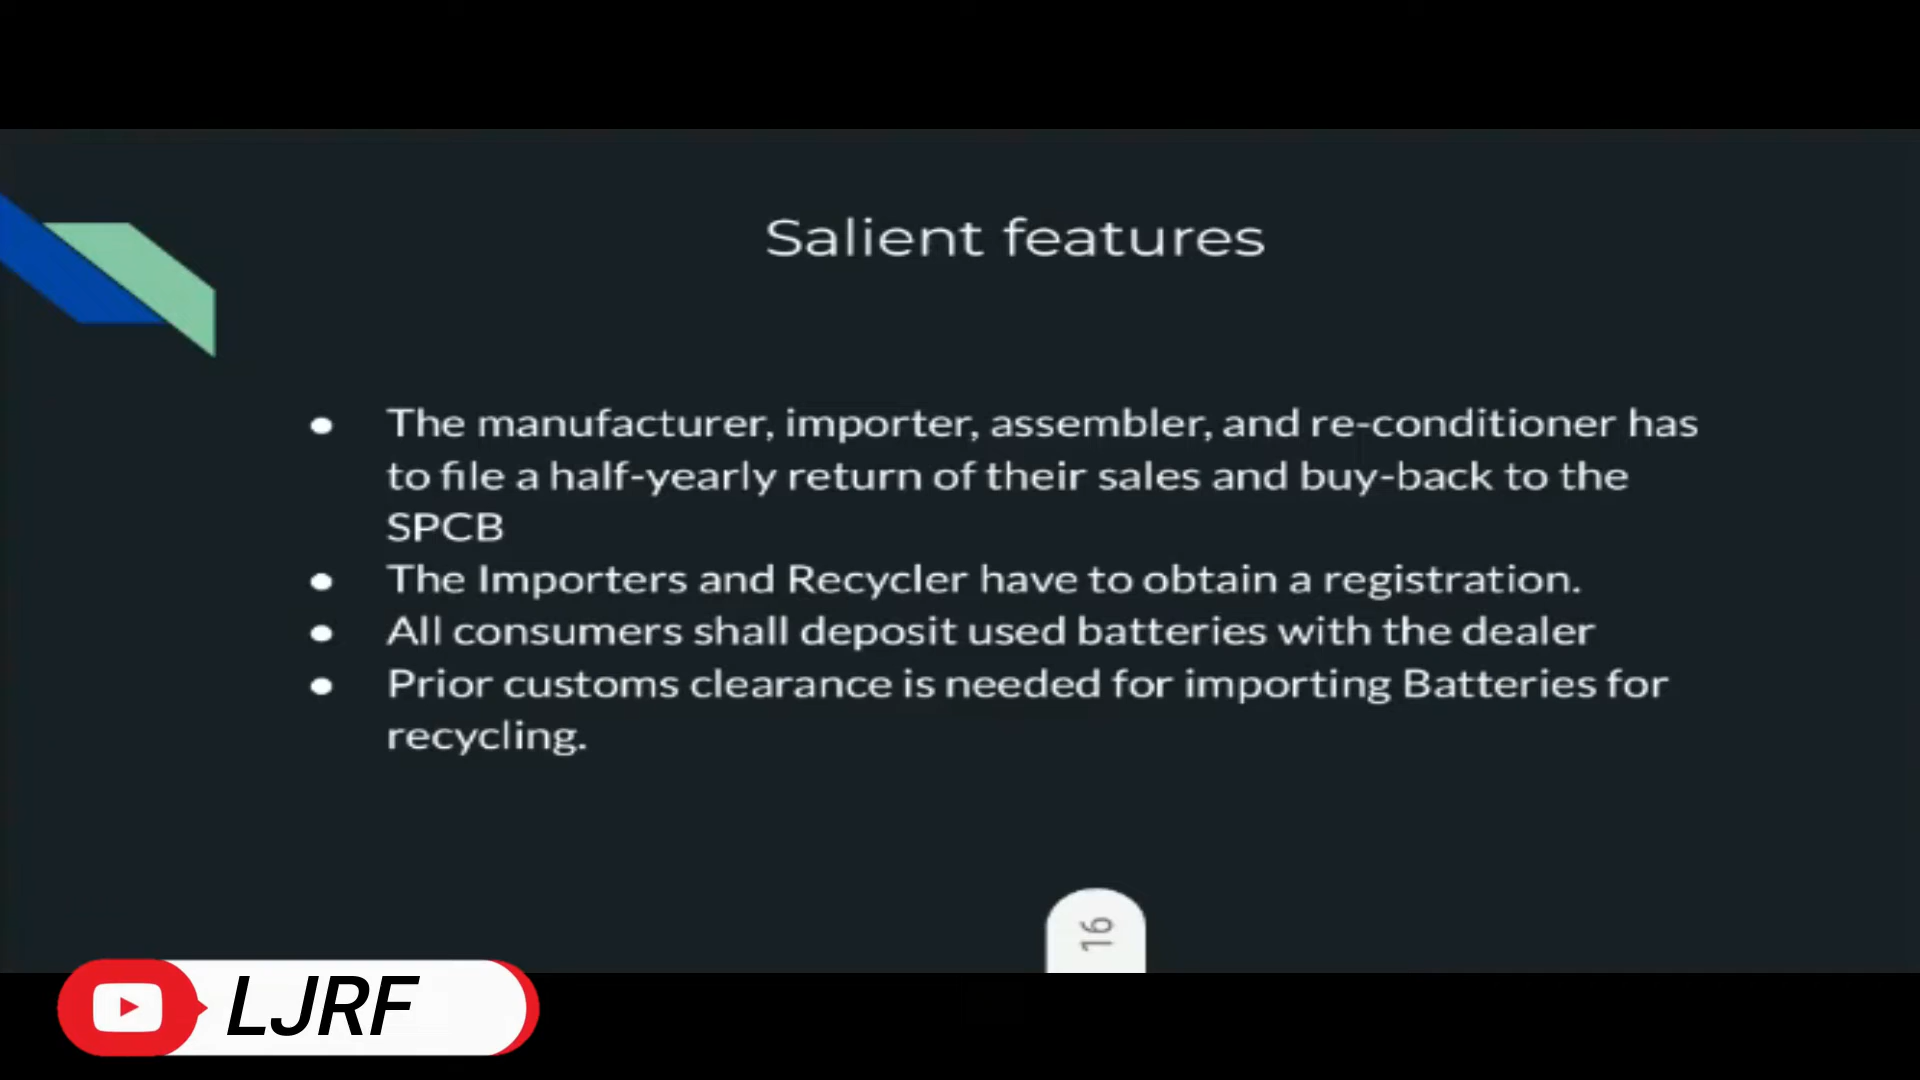 Salient features
● The manufacturer, importer, assembler, and re-conditioner has
to file a half-yearly return of their sales and buy-back to the
SPCB
● The Importers and Recycler have to obtain a registration.
● All consumers shall deposit used batteries with the dealer
● Prior customs clearance is needed for importing Batteries for
recycling.
16
LJRF